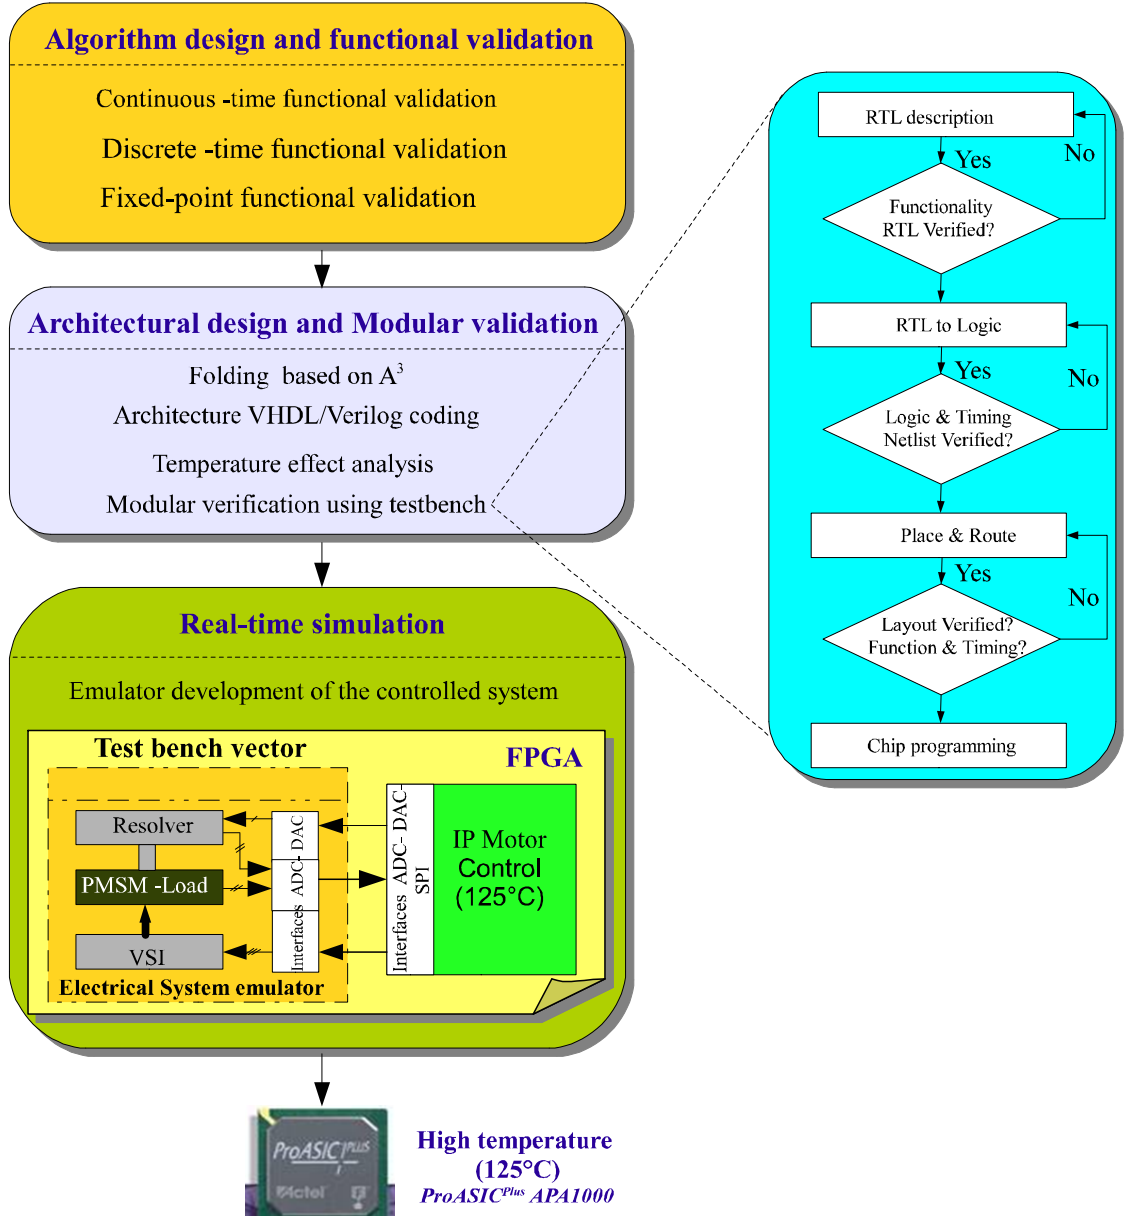 Algorithm design and functional validation
Continuous -time functional validation
Discrete -time functional validation
Fixed-point functional validation
Architectural design and Modular validation
Folding based on A³
Architecture VHDL/Verilog coding
Temperature effect analysis
Modular verification using testbench
Real-time simulation
Emulator development of the controlled system
Test bench vector
FPGA
Resolver
PMSM -Load
VSI
Interfaces ADC- DAC
Electrical System emulator
Interfaces ADC- DAC-
SPI
IP Motor
Control
(125°C)
ProASIC PLUS
Actel
High temperature
(125°C)
ProASIC^Plus APA1000
RTL description
Yes
No
Functionality
RTL Verified?
RTL to Logic
Yes
No
Logic & Timing
Netlist Verified?
Place & Route
Yes
No
Layout Verified?
Function & Timing?
Chip programming